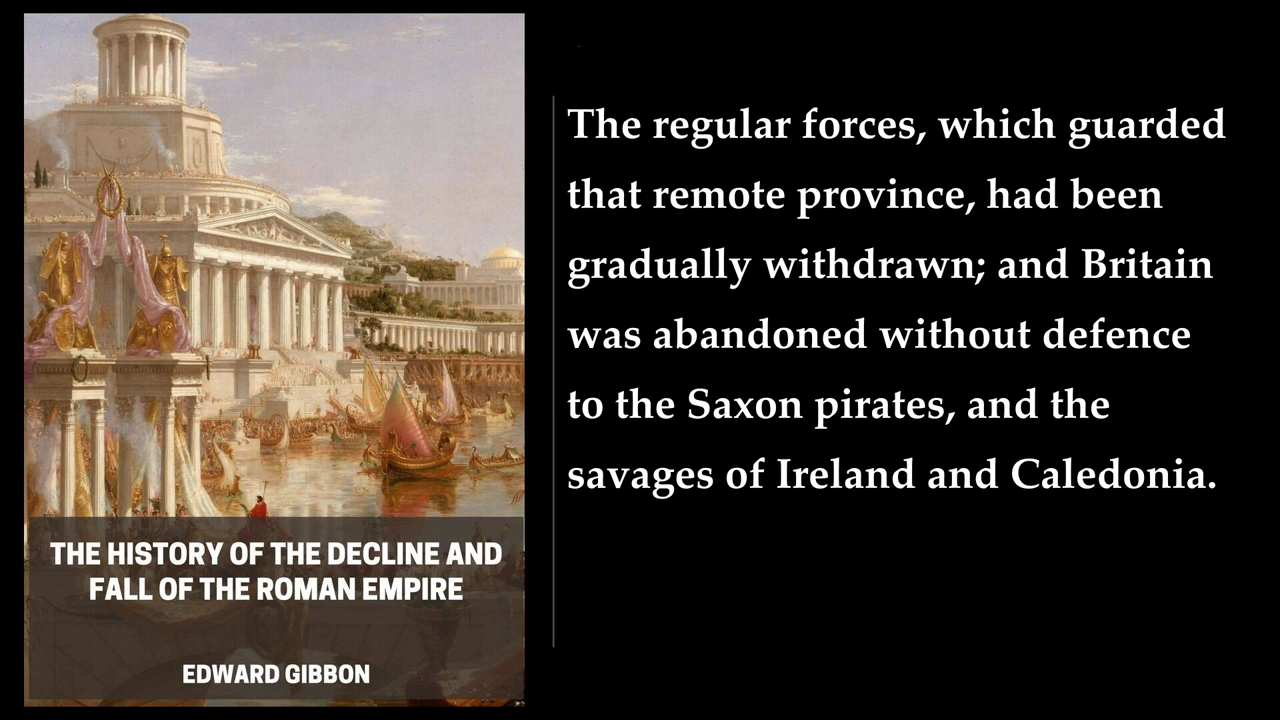 THE HISTORY OF THE DECLINE AND
FALL OF THE ROMAN EMPIRE
EDWARD GIBBON
The regular forces, which guarded
that remote province, had been
gradually withdrawn; and Britain
was abandoned without defence
to the Saxon pirates, and the
savages of Ireland and Caledonia.